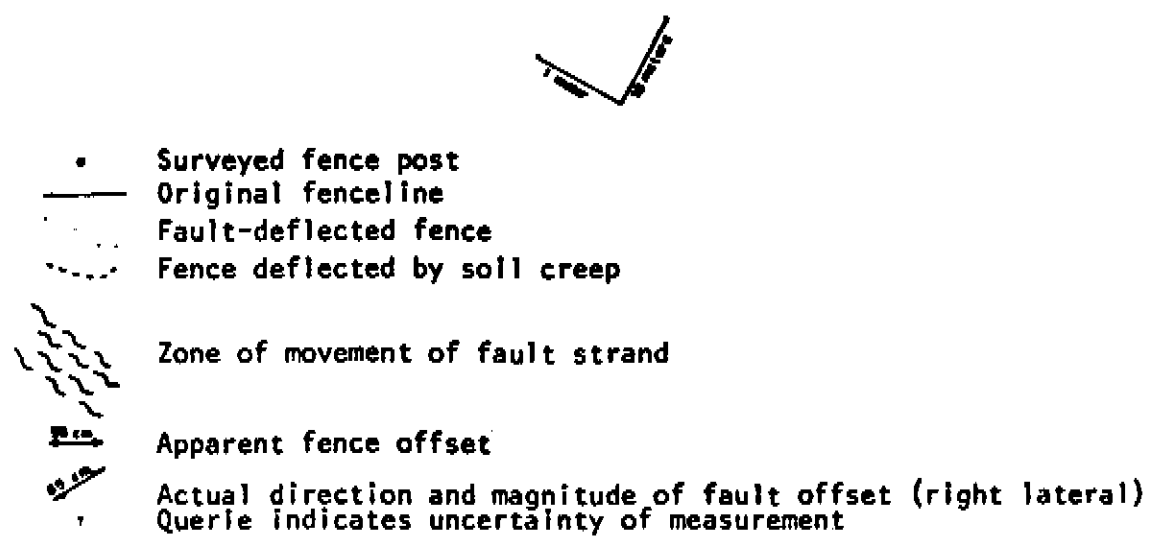 Surveyed fence post
Original fenceline
Fault-deflected fence
Fence deflected by soil creep
Zone of movement of fault strand
Apparent fence offset
Actual direction and magnitude of fault offset (right lateral)
Querie indicates uncertainty of measurement